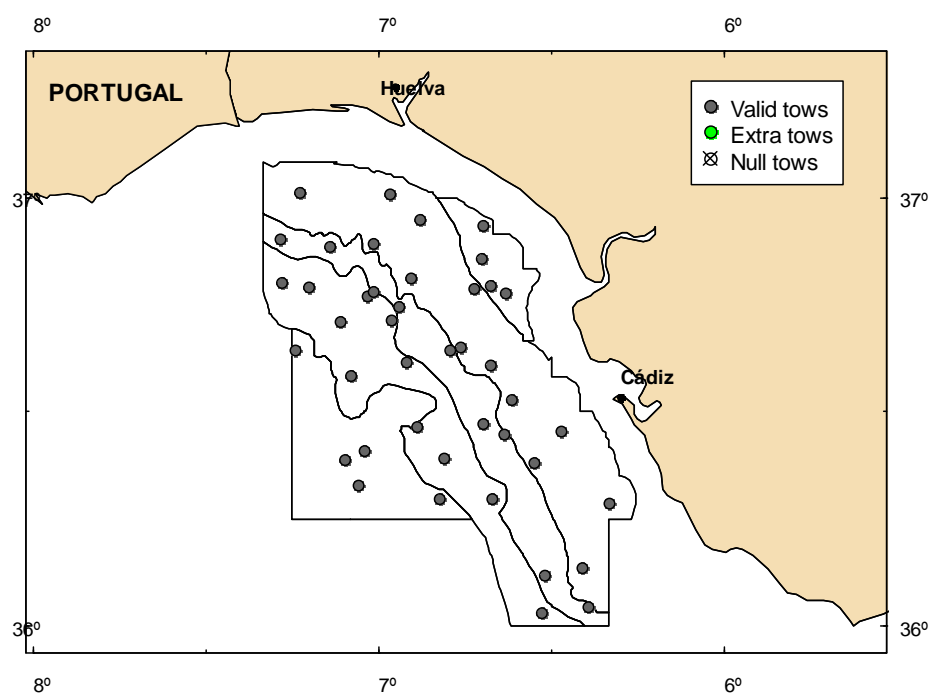 8º 7º 6º
Huelva
PORTUGAL
Valid tows
Extra tows
Null tows
37º 37º
Cádiz
36º 36º
8º 7º 6º